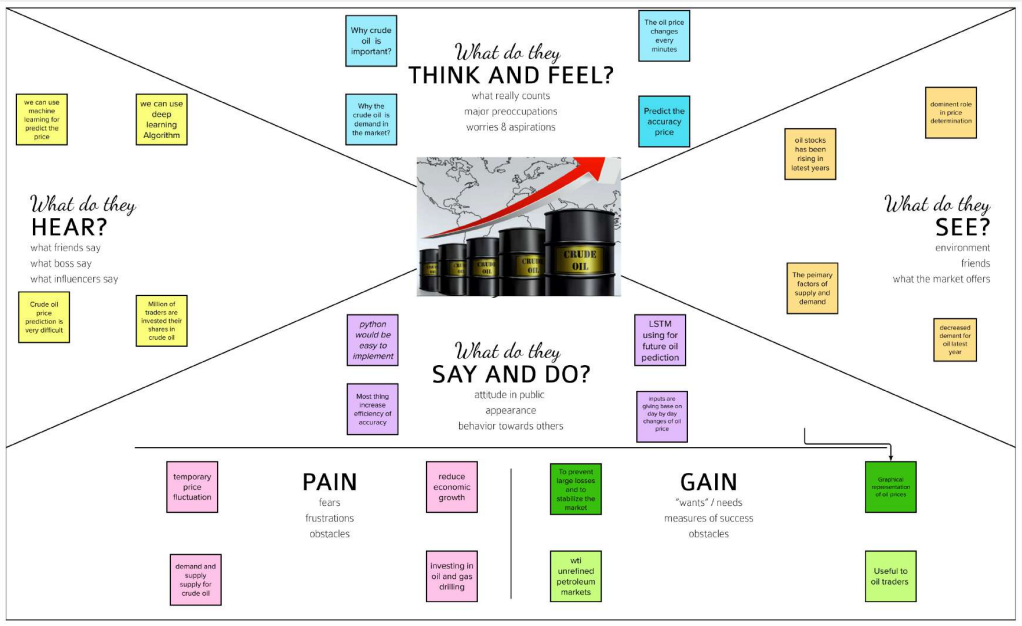 Why crude
oil is
important?
The oil price
changes
every
minutes
What do they
THINK AND FEEL?
what really counts
major preoccupations
worries & aspirations
Why the
crude oil is
demand in
the market?
Predict the
accuracy
price
we can use
machine
learning for
predict the
price
we can use
deep
learning
Algorithm
What do they
HEAR?
what friends say
what boss say
what influencers say
Crude oil
price
prediction is
very difficult
Million of
traders are
invested their
shares in
crude oil
CRUDE
OIL
CRUDE
OIL
dominent role
in price
determination
oil stocks
has been
rising in
latest years
What do they
SEE?
environment
friends
what the market offers
The peimary
factors of
supply and
demand
decreased
demant for
oil latest
year
python
would be
easy to
implement
LSTM
using for
future oil
pediction
What do they
SAY AND DO?
attitude in public
appearance
behavior towards others
Most thing
increase
efficiency of
accuracy
inputs are
giving base on
day by day
changes of oil
price
temporary
price
fluctuation
PAIN
fears
frustrations
obstacles
reduce
economic
growth
demand and
supply
supply for
crude oil
investing in
oil and gas
drilling
To prevent
large losses
and to
stabilize the
market
GAIN
"wants" / needs
measures of success
obstacles
Graphical
representation
of oil prices
wti
unrefined
petroleum
markets
Useful to
oil traders